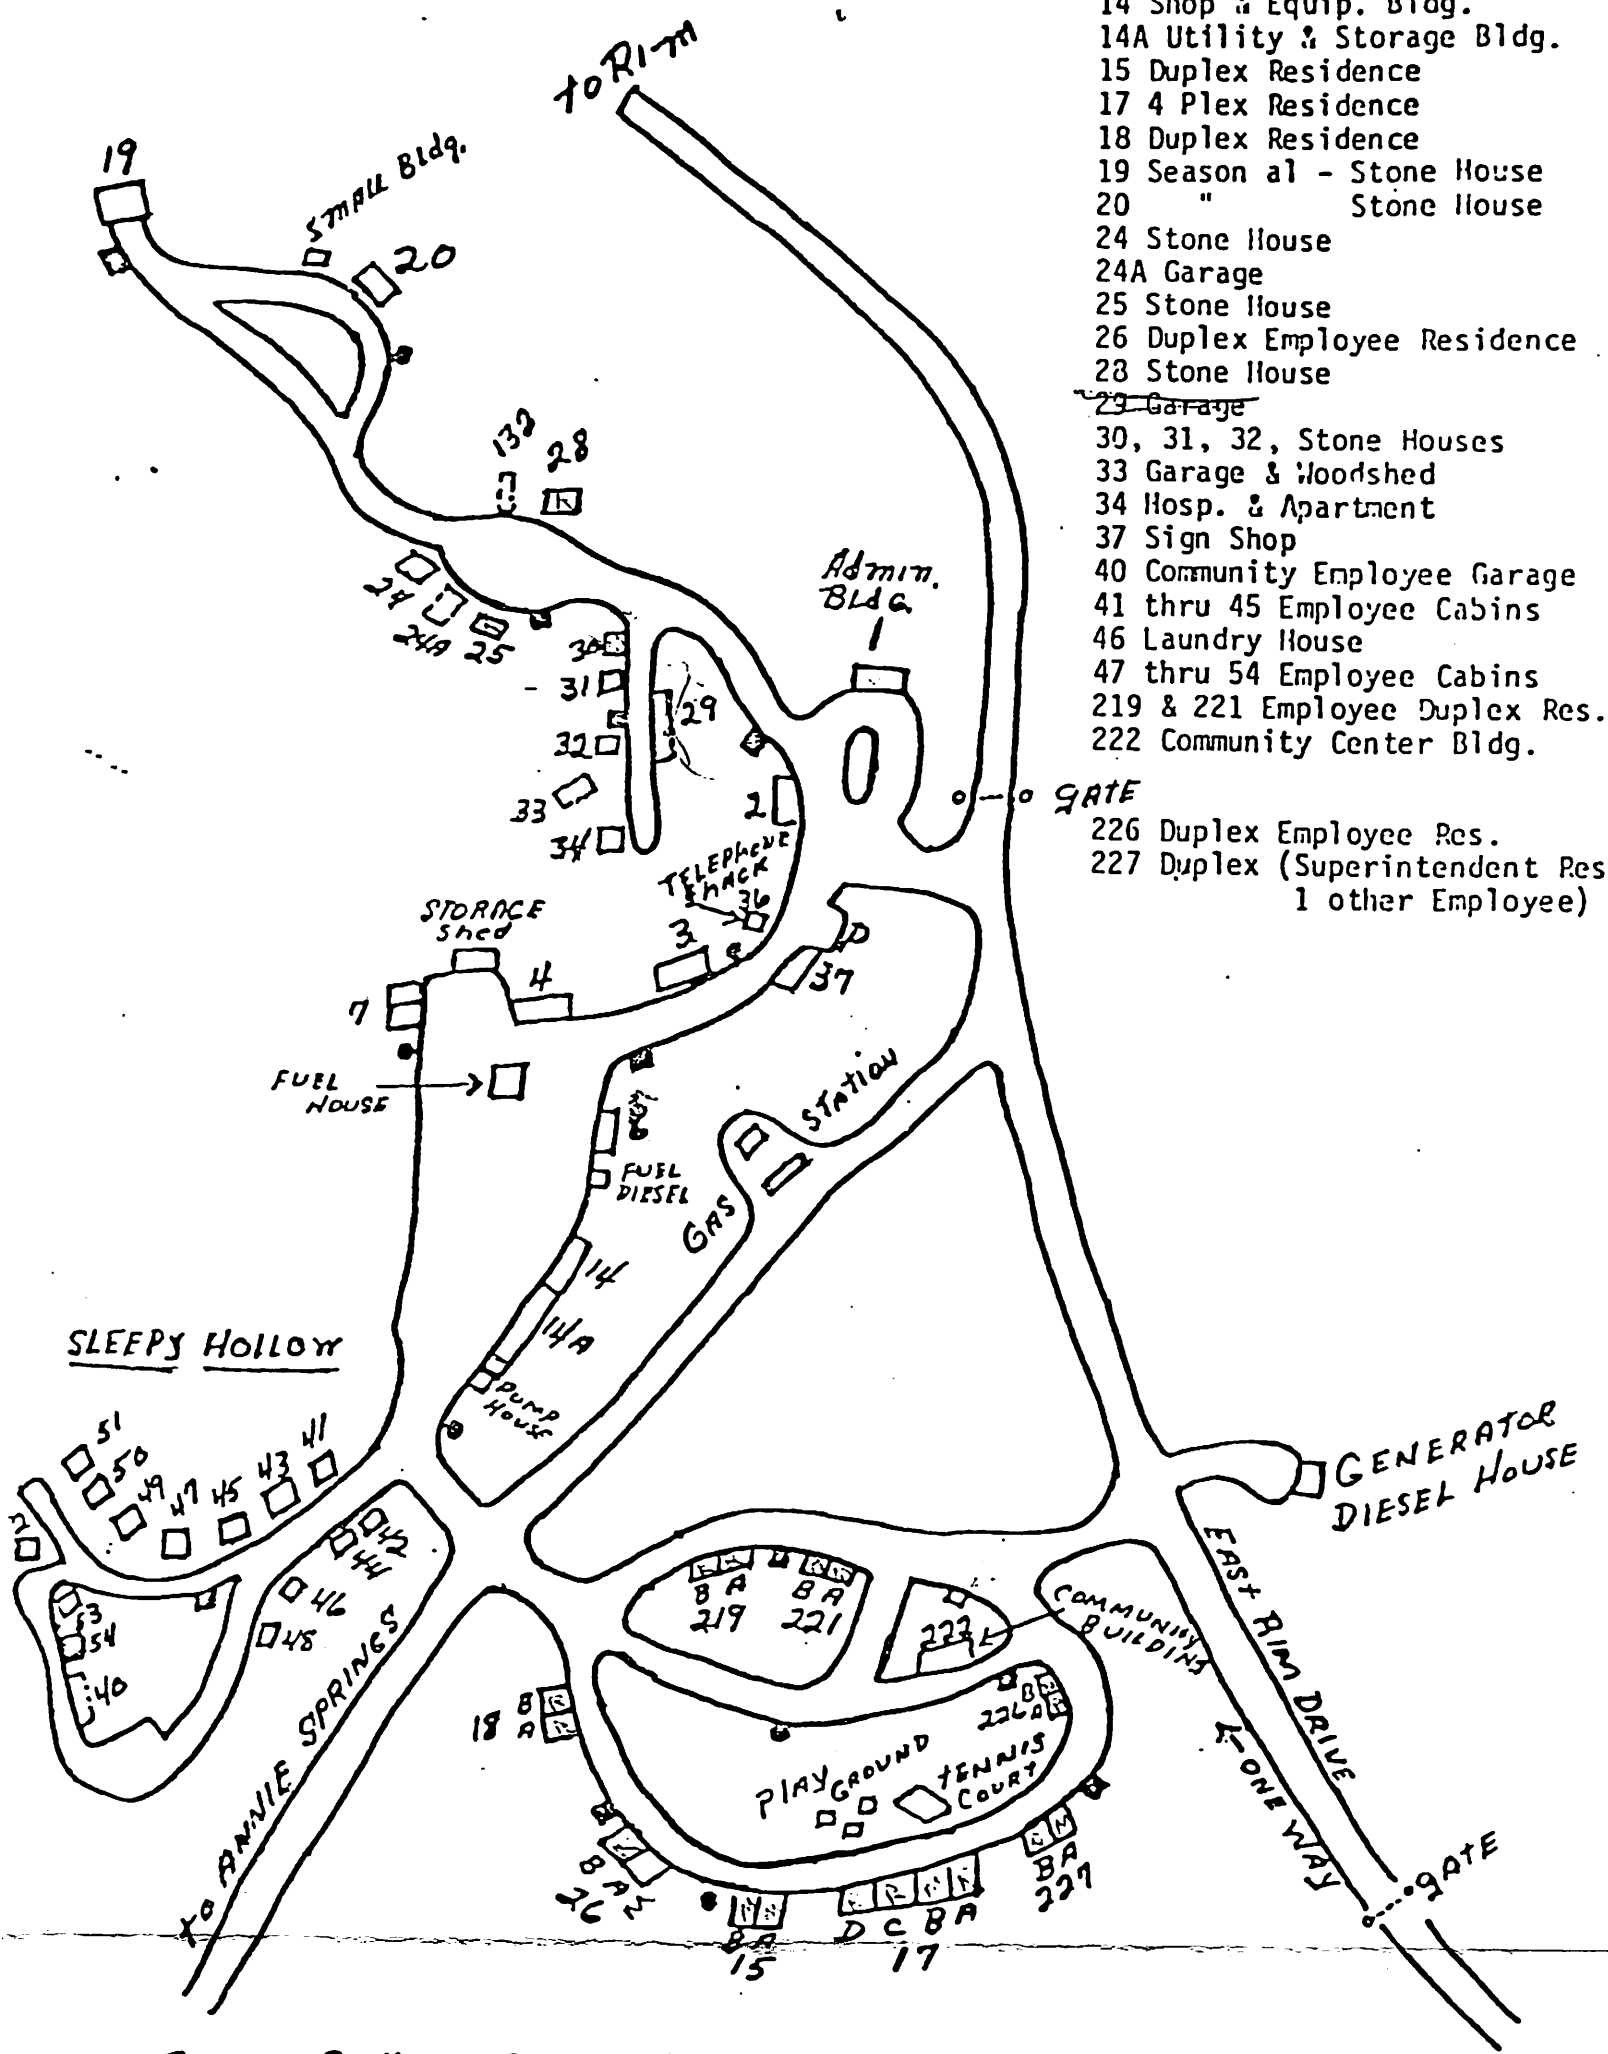 14 Shop & Equip. Bldg.
14A Utility & Storage Bldg.
15 Duplex Residence
17 4 Plex Residence
18 Duplex Residence
19 Season al - Stone House
20 " Stone House
24 Stone House
24A Garage
25 Stone House
26 Duplex Employee Residence
28 Stone House
29 Garage
30, 31, 32, Stone Houses
33 Garage & Woodshed
34 Hosp. & Apartment
37 Sign Shop
40 Community Employee Garage
41 thru 45 Employee Cabins
46 Laundry House
47 thru 54 Employee Cabins
219 & 221 Employee Duplex Res.
222 Community Center Bldg.
226 Duplex Employee Res.
227 Duplex (Superintendent Res
1 other Employee)
to Rim
19
SMALL Bldg.
20
132
28
24
24A
25
Admin.
BLDG.
30
31
29
32
33
2
34
GATE
TELEPHONE
SHACK
36
STORAGE
Shed
3
4
37
7
FUEL
HOUSE
STATION
GAS
FUEL
DIESEL
14
14A
PUMP
HOUSE
SLEEPY HOLLOW
51
50
49
47
45
43
41
42
44
46
48
53
54
40
GENERATOR
DIESEL HOUSE
EAST RIM DRIVE
ONE WAY
gATE
B A
219
B A
221
222
COMMUNITY
BUILDING
TO ANNIE SPRINGS
18
B
A
B
226 A
PLAY GROUND
TENNIS
COURT
B A
26
B A
15
D C B A
17
B A
227